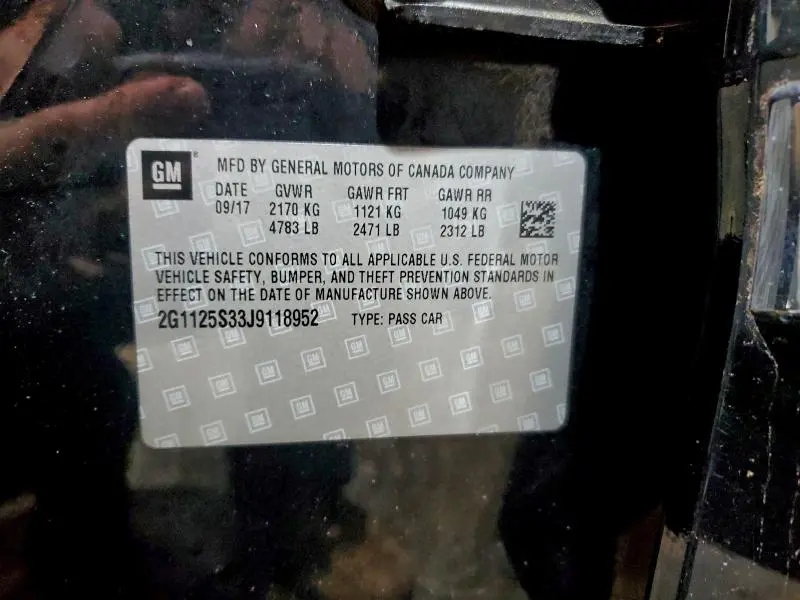 GM ® MFD BY GENERAL MOTORS OF CANADA COMPANY
DATE GVWR GAWR FRT GAWR RR
09/17 2170 KG 1121 KG 1049 KG
4783 LB 2471 LB 2312 LB
THIS VEHICLE CONFORMS TO ALL APPLICABLE U.S. FEDERAL MOTOR
VEHICLE SAFETY, BUMPER, AND THEFT PREVENTION STANDARDS IN
EFFECT ON THE DATE OF MANUFACTURE SHOWN ABOVE.
2G1125S33J9118952 TYPE: PASS CAR